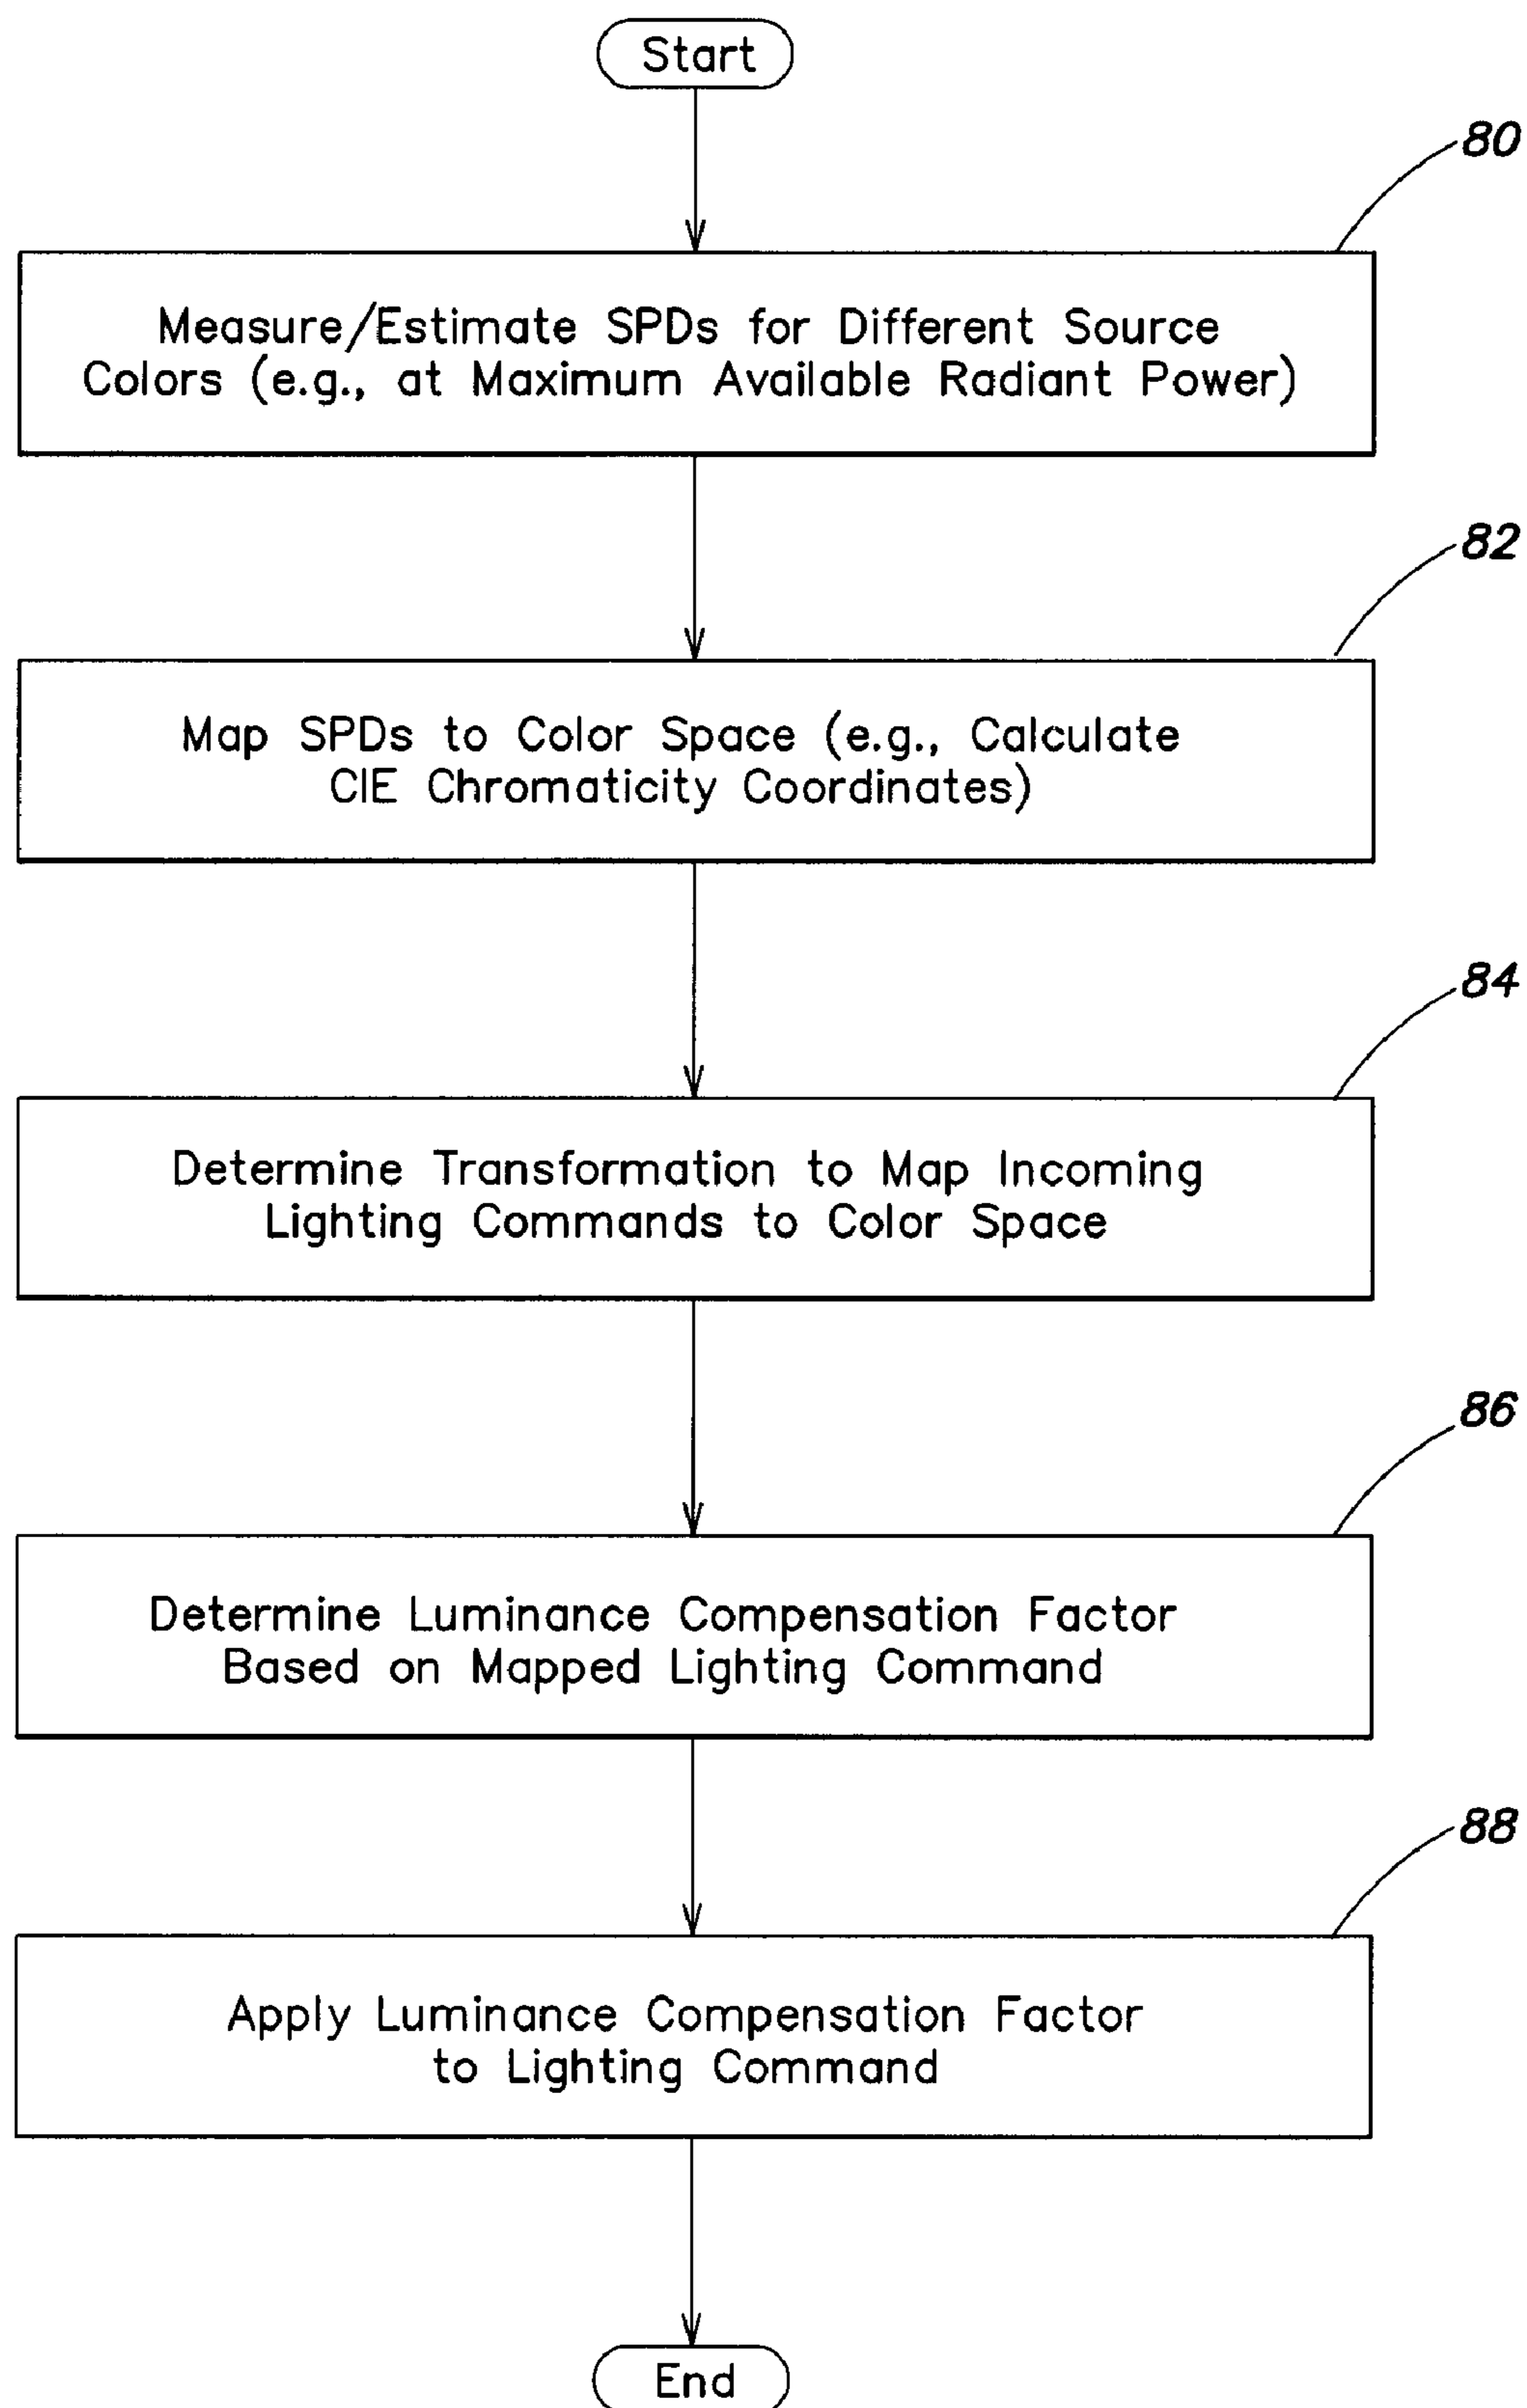 Start
80
Measure/Estimate SPDs for Different Source
Colors (e.g., at Maximum Available Radiant Power)
82
Map SPDs to Color Space (e.g., Calculate
CIE Chromaticity Coordinates)
84
Determine Transformation to Map Incoming
Lighting Commands to Color Space
86
Determine Luminance Compensation Factor
Based on Mapped Lighting Command
88
Apply Luminance Compensation Factor
to Lighting Command
End